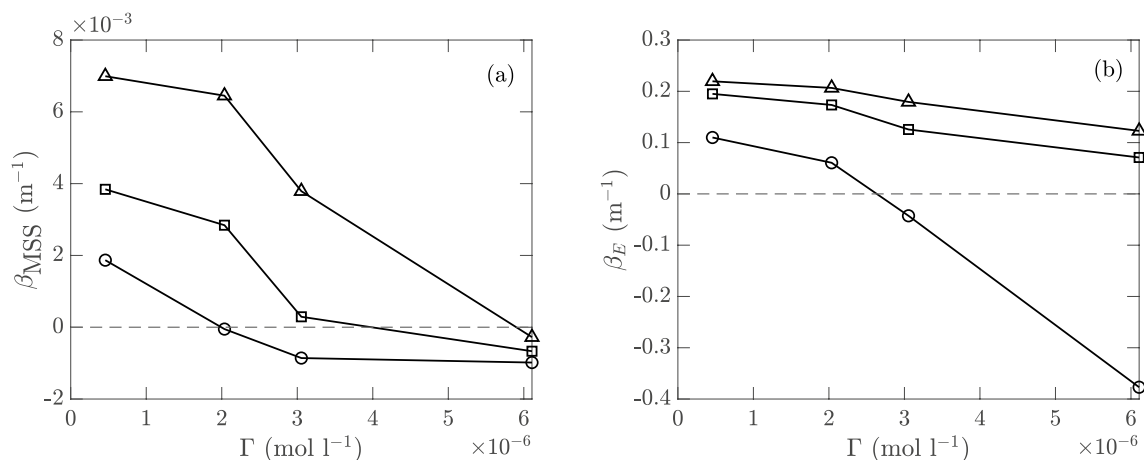 ×10⁻³
(a)
8
6
4
2
0
-2
β_MSS (m⁻¹)
0 1 2 3 4 5 6
Γ (mol l⁻¹) ×10⁻⁶
(b)
0.3
0.2
0.1
0
-0.1
-0.2
-0.3
-0.4
β_E (m⁻¹)
0 1 2 3 4 5 6
Γ (mol l⁻¹) ×10⁻⁶